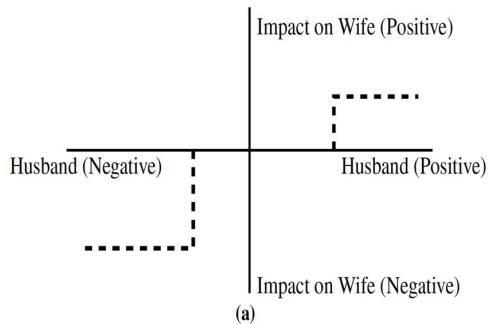 Impact on Wife (Positive)
Husband (Negative)
Husband (Positive)
Impact on Wife (Negative)
(a)